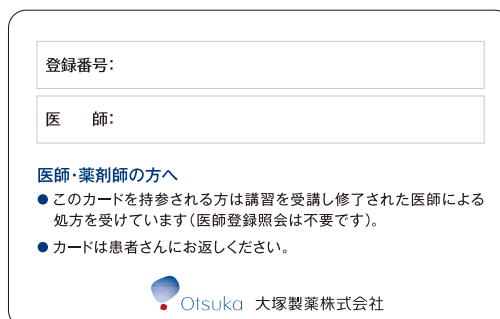 登録番号:
医　　師:
医師・薬剤師の方へ
● このカードを持参される方は講習を受講し修了された医師による
処方を受けています(医師登録照会は不要です)。
● カードは患者さんにお返しください。
Otsuka 大塚製薬株式会社